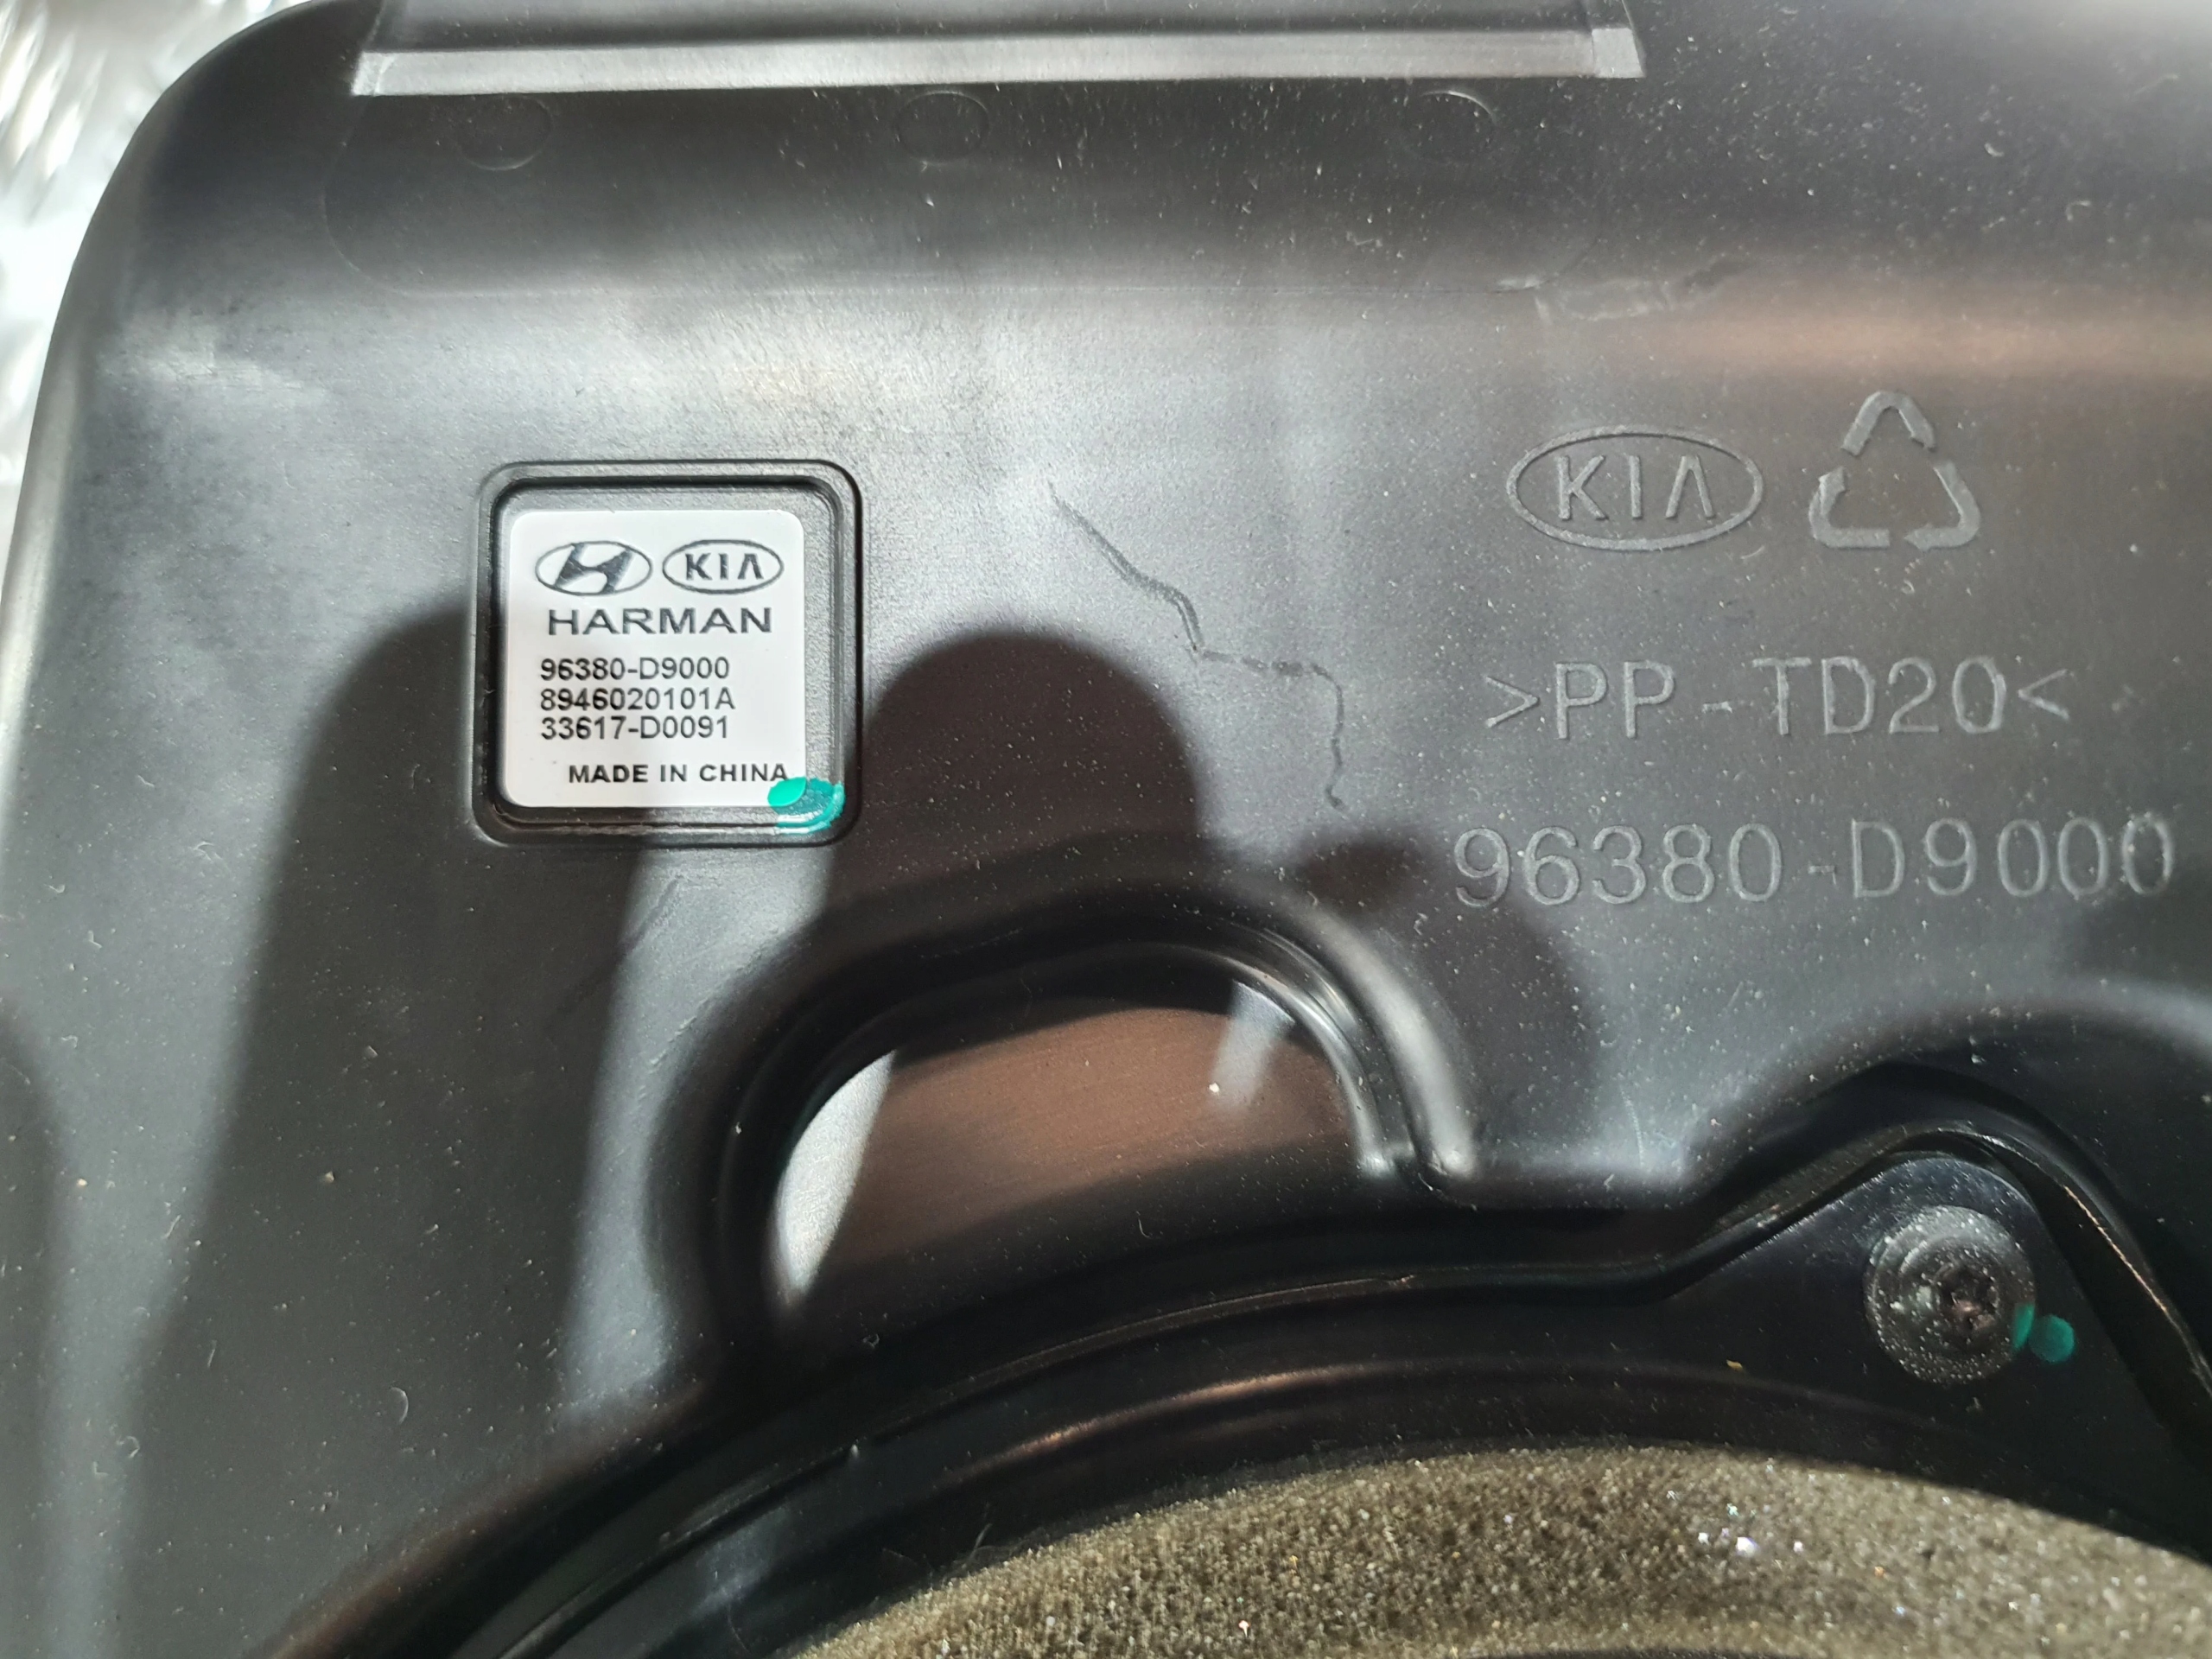 KIA
HARMAN
96380-D9000
8946020101A
33617-D0091
MADE IN CHINA
KIA
>PP-TD20<
96380-D9000